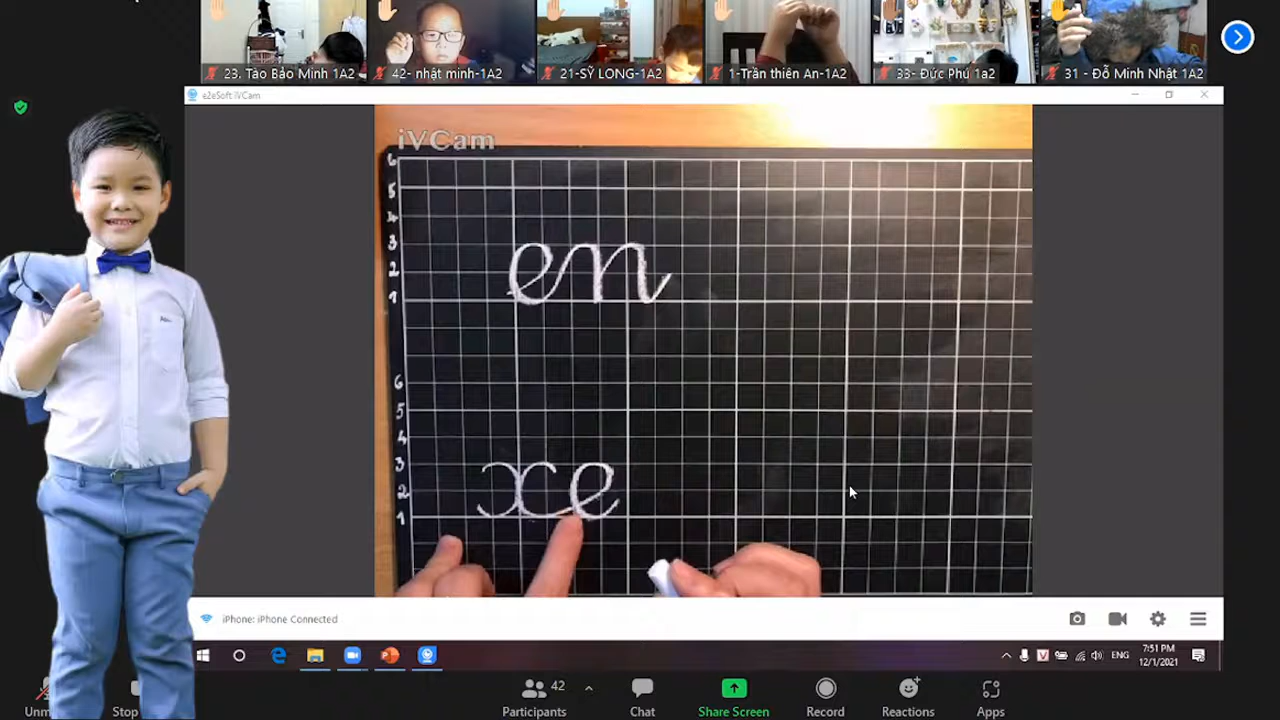 23. Tào Bảo Minh 1A2
42- nhật minh-1A2
21-SỸ LONG-1A2
1-Trần thiên An-1A2
33- Đức Phú 1a2
31 - Đỗ Minh Nhật 1A2
e2eSoft iVCam
iVCam
6
5
4
3
2
1
en
6
5
4
3
2
1
xe
iPhone: iPhone Connected
ENG
7:51 PM
12/1/2021
Unm
Stop
Participants
42
Chat
Share Screen
Record
Reactions
Apps